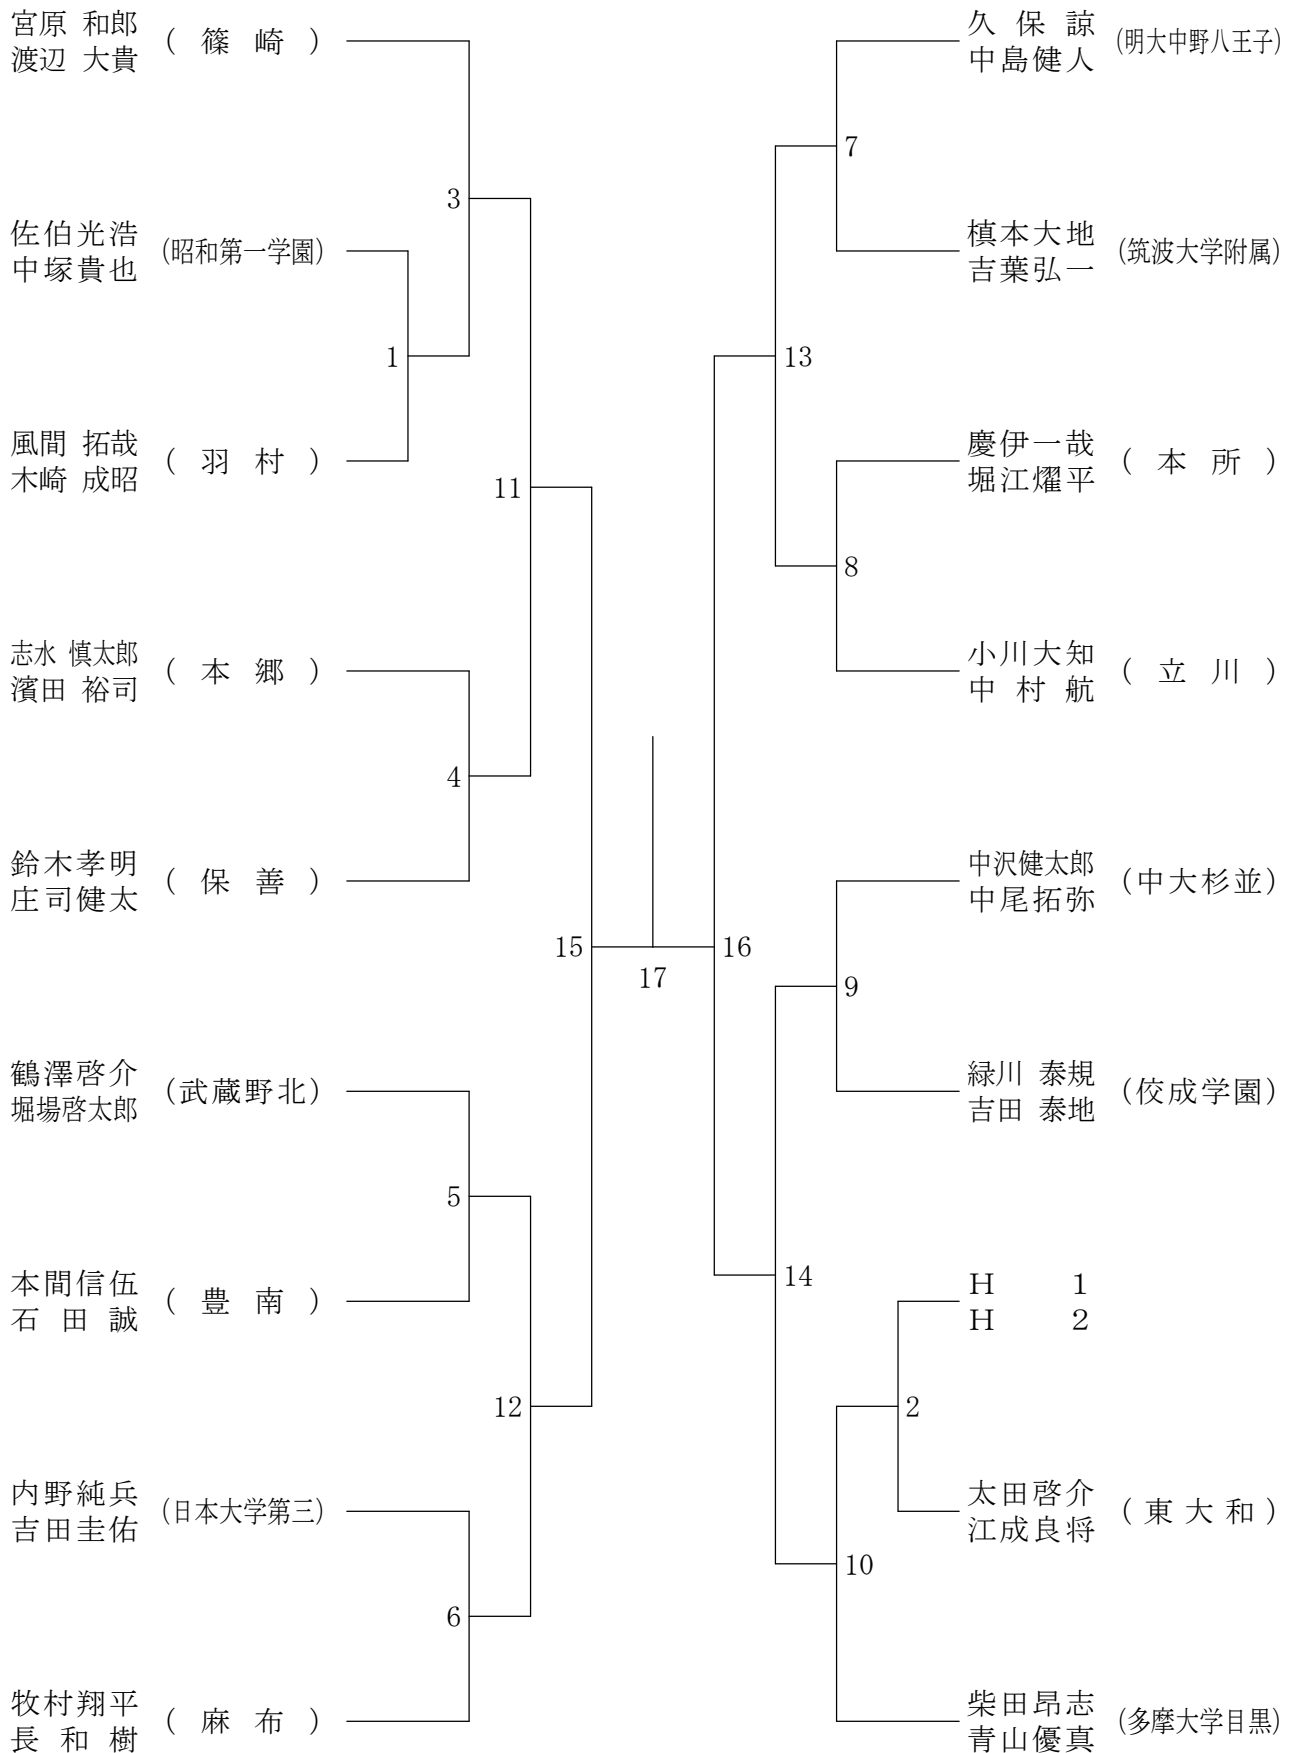 宮原 和郎
渡辺 大貴
( 篠 崎 )
3
佐伯光浩
中塚貴也
(昭和第一学園)
1
風間 拓哉
木崎 成昭
( 羽 村 )
11
志水 慎太郎
濱田 裕司
( 本 郷 )
4
鈴木孝明
庄司健太
( 保 善 )
15
17
鶴澤啓介
堀場啓太郎
(武蔵野北)
5
本間信伍
石 田 誠
( 豊 南 )
12
内野純兵
吉田圭佑
(日本大学第三)
6
牧村翔平
長 和 樹
( 麻 布 )
久 保 諒
中島健人
(明大中野八王子)
7
槙本大地
吉葉弘一
(筑波大学附属)
13
慶伊一哉
堀江燿平
( 本 所 )
8
小川大知
中 村 航
( 立 川 )
16
中沢健太郎
中尾拓弥
(中大杉並)
9
緑川 泰規
吉田 泰地
(佼成学園)
14
H 1
H 2
2
太田啓介
江成良将
( 東 大 和 )
10
柴田昂志
青山優真
(多摩大学目黒)